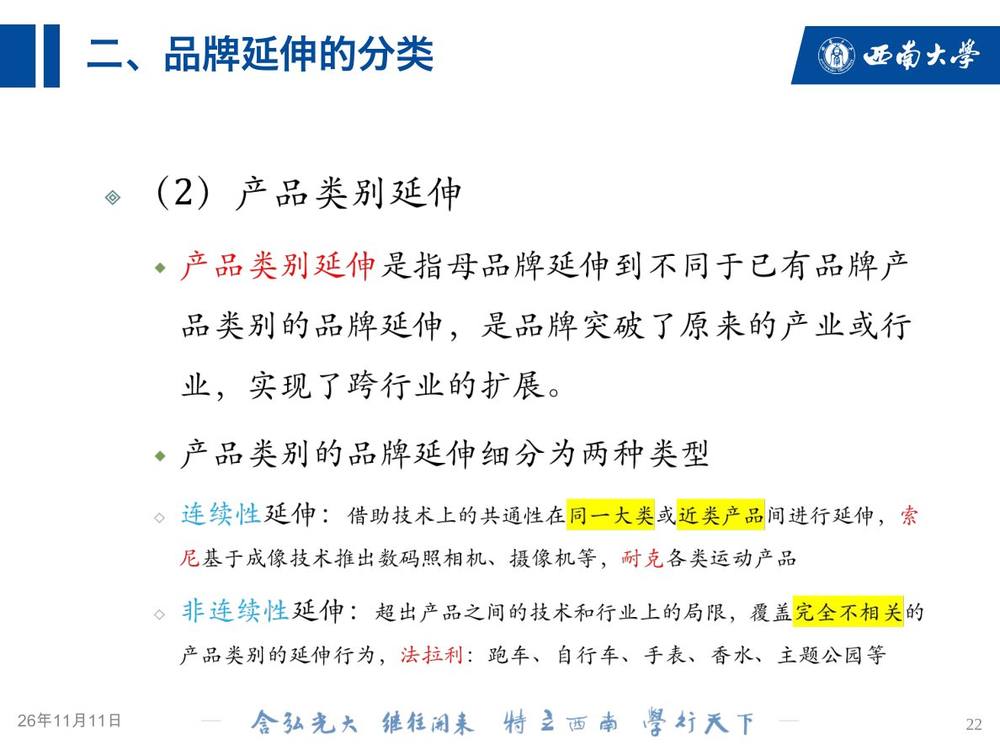 二、品牌延伸的分类
西南大学
（2）产品类别延伸
产品类别延伸是指母品牌延伸到不同于已有品牌产
品类别的品牌延伸，是品牌突破了原来的产业或行
业，实现了跨行业的扩展。
产品类别的品牌延伸细分为两种类型
连续性延伸：借助技术上的共通性在同一大类或近类产品间进行延伸，索
尼基于成像技术推出数码照相机、摄像机等，耐克各类运动产品
非连续性延伸：超出产品之间的技术和行业上的局限，覆盖完全不相关的
产品类别的延伸行为，法拉利：跑车、自行车、手表、香水、主题公园等
26年11月11日
含弘光大 继往开来 特立西南 學行天下
22